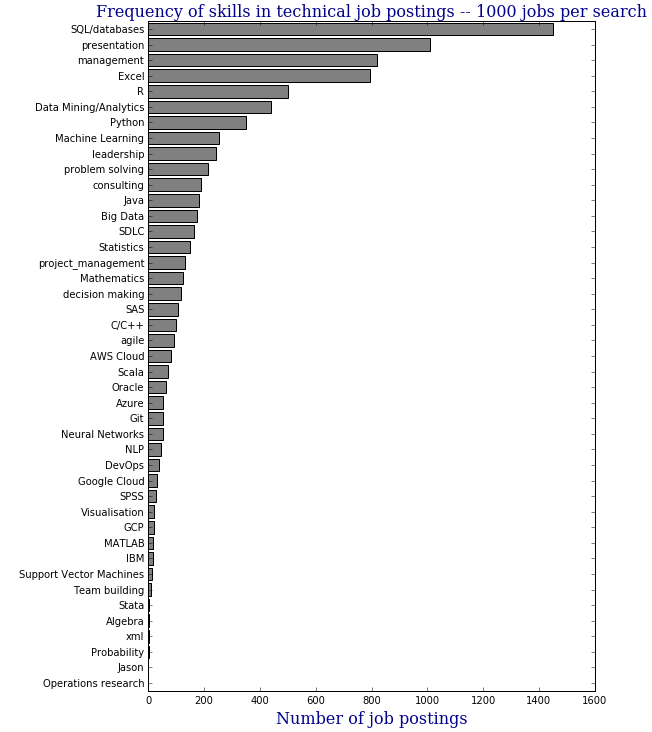 Frequency of skills in technical job postings -- 1000 jobs per search
SQL/databases
presentation
management
Excel
R
Data Mining/Analytics
Python
Machine Learning
leadership
problem solving
consulting
Java
Big Data
SDLC
Statistics
project_management
Mathematics
decision making
SAS
C/C++
agile
AWS Cloud
Scala
Oracle
Azure
Git
Neural Networks
NLP
DevOps
Google Cloud
SPSS
Visualisation
GCP
MATLAB
IBM
Support Vector Machines
Team building
Stata
Algebra
xml
Probability
Jason
Operations research
0 200 400 600 800 1000 1200 1400 1600
Number of job postings